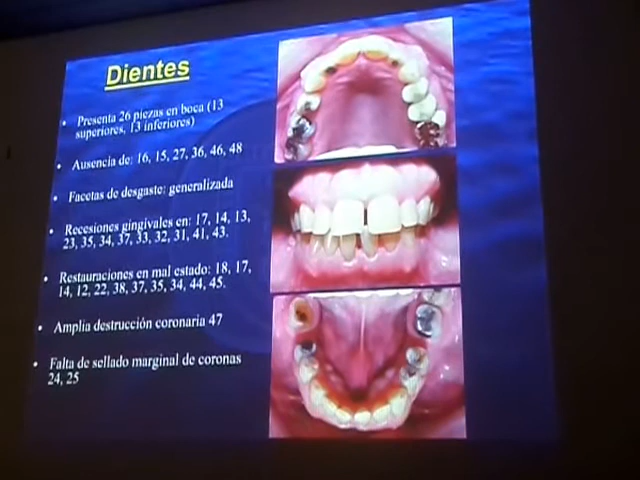 Dientes
• Presenta 26 piezas en boca (13
superiores, 13 inferiores)
• Ausencia de: 16, 15, 27, 36, 46, 48
• Facetas de desgaste: generalizada
• Recesiones gingivales en: 17, 14, 13,
23, 35, 34, 37, 33, 32, 31, 41, 43.
• Restauraciones en mal estado: 18, 17,
14, 12, 22, 38, 37, 35, 34, 44, 45.
• Amplia destrucción coronaria 47
• Falta de sellado marginal de coronas
24, 25